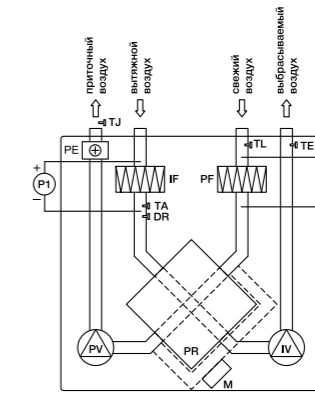 приточный
воздух
вытяжной
воздух
свежий
воздух
выбрасываемый
воздух
TJ
TL
TE
PE
+
P1
−
IF
PF
TA
DR
PV
PR
IV
M